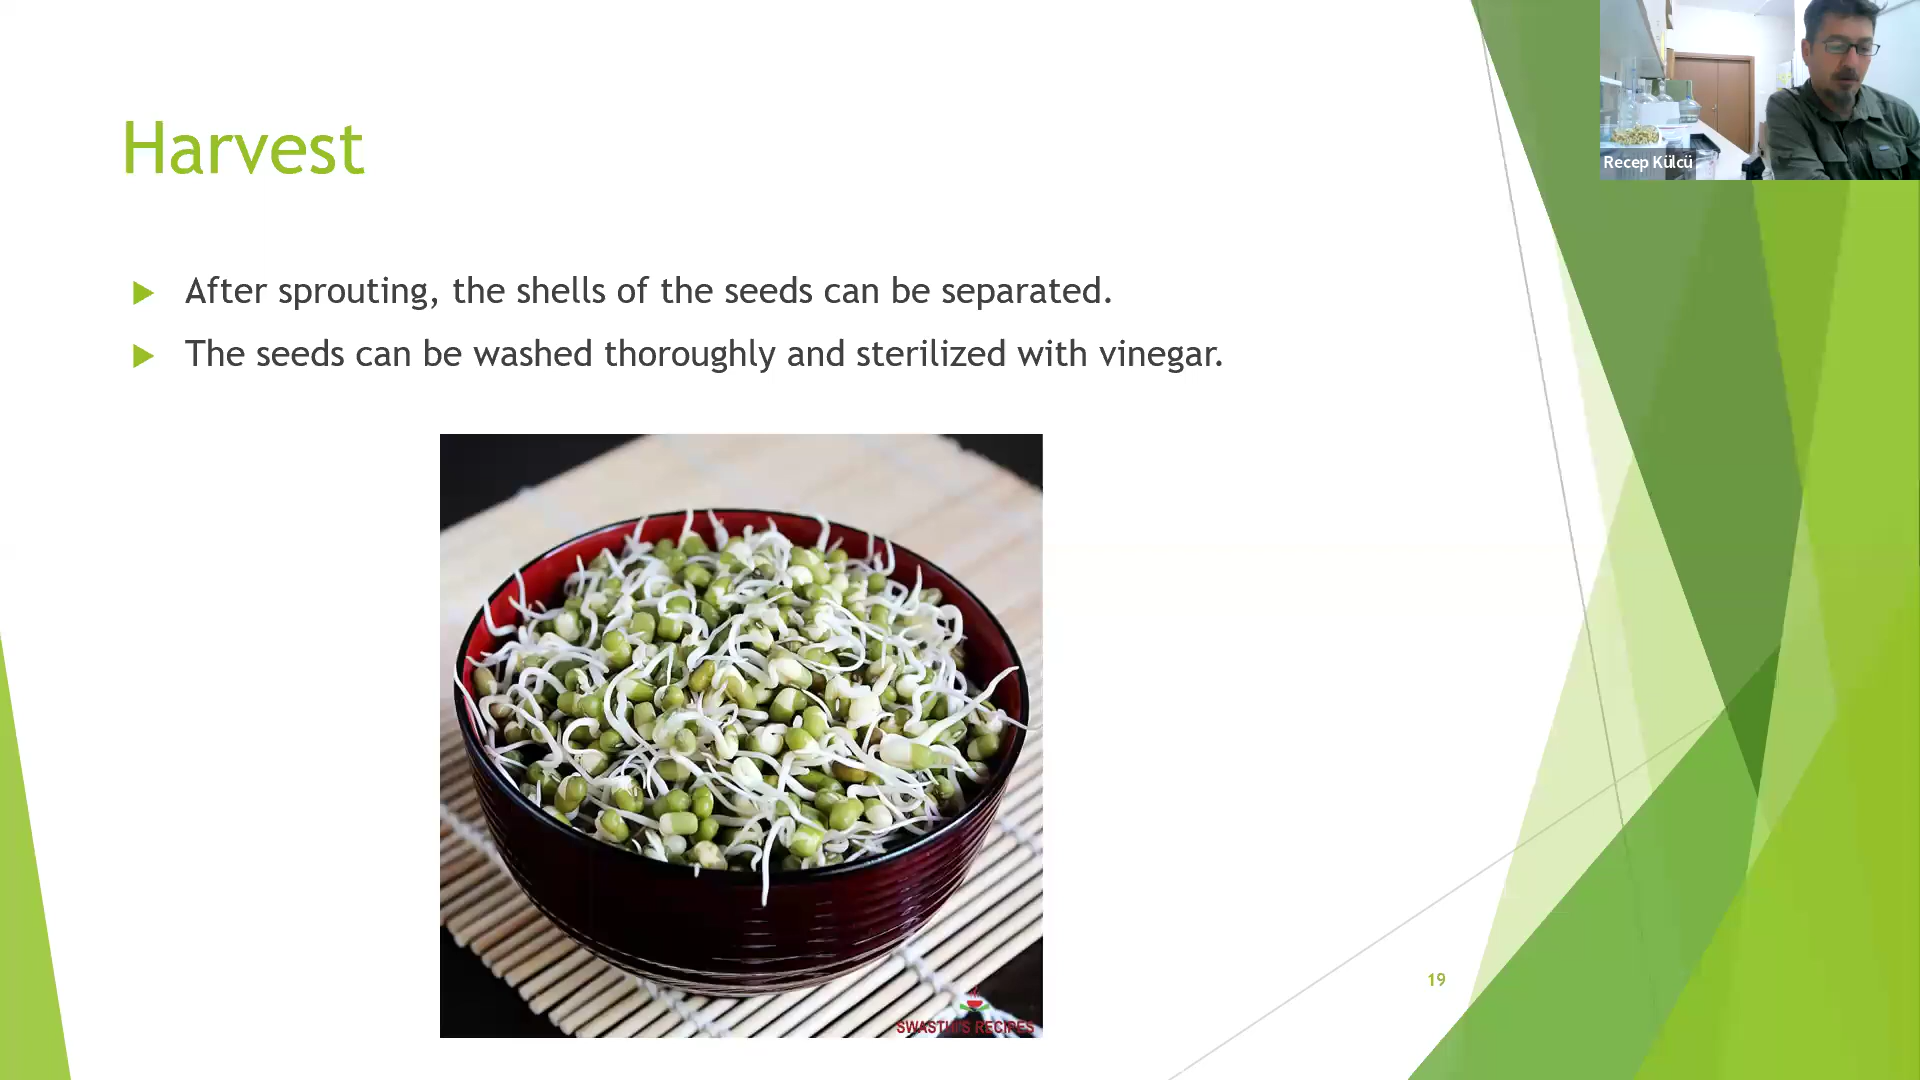 Recep Külcü
Harvest
After sprouting, the shells of the seeds can be separated.
The seeds can be washed thoroughly and sterilized with vinegar.
SWASTHI'S RECIPES
19